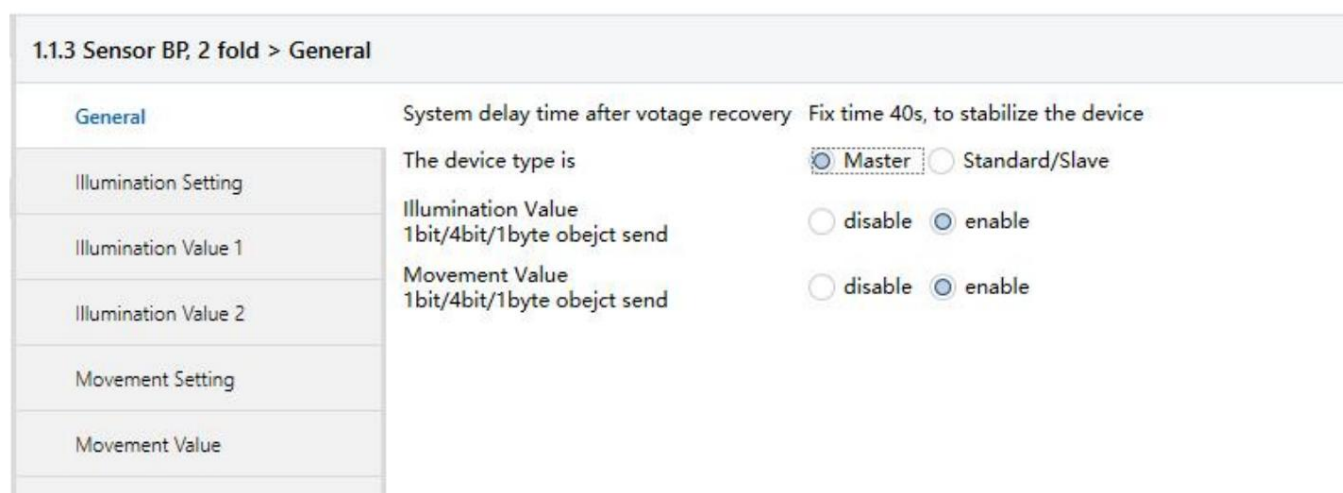 1.1.3 Sensor BP, 2 fold > General
General
Illumination Setting
Illumination Value 1
Illumination Value 2
Movement Setting
Movement Value
System delay time after votage recovery Fix time 40s, to stabilize the device
The device type is Master Standard/Slave
Illumination Value
1bit/4bit/1byte obejct send disable enable
Movement Value
1bit/4bit/1byte obejct send disable enable